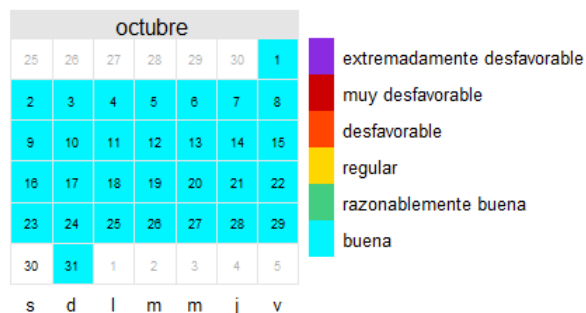 octubre
25 26 27 28 29 30 1
2 3 4 5 6 7 8
9 10 11 12 13 14 15
16 17 18 19 20 21 22
23 24 25 26 27 28 29
30 31 1 2 3 4 5
s d l m m j v
extremadamente desfavorable
muy desfavorable
desfavorable
regular
razonablemente buena
buena